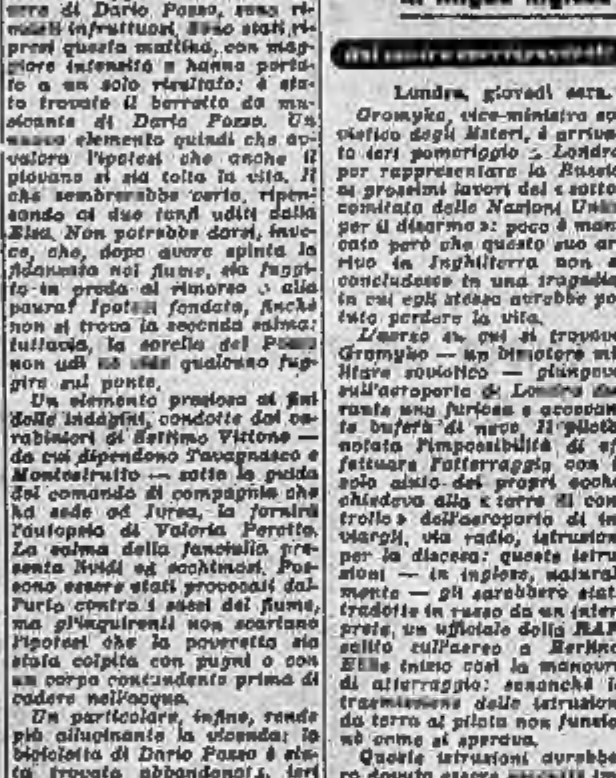 erre di Dario Posso, sono ri-
masti infruttuosi. Sono stati ri-
presi questa mattina, con mag-
giore intensità e hanno porta-
to a un solo risultato: è sta-
to trovato il berretto da mu-
sicante di Dario Posso. Un
nuovo elemento quindi che av-
valora l'ipotesi che anche il
giovane si sia tolta la vita. Il
che sembrerebbe certo, ripen-
sando ai due tonfi uditi dalla
Elsa. Non potrebbe darsi, inve-
ce, che, dopo avere spinta la
fidanzata nel fiume, sia fuggi-
to in preda al rimorso o alla
paura? Ipotesi fondata, finché
non si trova la seconda salma:
tuttavia, la sorella del Posso
non udì né vide qualcuno fug-
gire sul ponte.
Un elemento prezioso ai fini
delle indagini, condotte dai ca-
rabinieri di Settimo Vittone —
da cui dipendono Tavagnasco e
Montestrutto — sotto la guida
del comando di compagnia che
ha sede ad Ivrea, lo fornirà
l'autopsia di Valeria Perotto.
La salma della fanciulla pre-
senta lividi ed ecchimosi. Pos-
sono essere stati provocati dal-
l'urto contro i sassi del fiume,
ma gl'inquirenti non scartano
l'ipotesi che la poveretta sia
stata colpita con pugni o con
un corpo contundente prima di
cadere nell'acqua.
Un particolare, infine, rende
più allucinante la vicenda: la
bicicletta di Dario Posso è sta-
ta trovata abbandonata, ieri
Dal nostro corrispondente
Londra, giovedì sera.
Gromyko, vice-ministro so-
vietico degli Esteri, è arriva-
to ieri pomeriggio a Londra
per rappresentare la Russia
ai prossimi lavori del «sotto-
comitato delle Nazioni Unite
per il disarmo»: poco è man-
cato però che questo suo ar-
rivo in Inghilterra non si
concludesse in una tragedia
in cui egli stesso avrebbe po-
tuto perdere la vita.
L'aereo su cui si trovava
Gromyko — un bimotore mi-
litare sovietico — giungeva
sull'aeroporto di Londra du-
rante una furiosa e accecan-
te bufera di neve. Il pilota
notata l'impossibilità di ef-
fettuare l'atterraggio con il
solo aiuto dei propri occhi
chiedeva alla «torre di con-
trollo» dell'aeroporto di in-
viargli, via radio, istruzioni
per la discesa: queste istru-
zioni — in inglese, natural-
mente — gli sarebbero state
tradotte in russo da un inter-
prete, un ufficiale della RAF
salito sull'aereo a Berlino
Ebbe inizio così la manovra
di atterraggio: senonché la
trasmissione delle istruzioni
da terra al pilota non funzio-
nò come si sperava.
Queste istruzioni avrebbe-